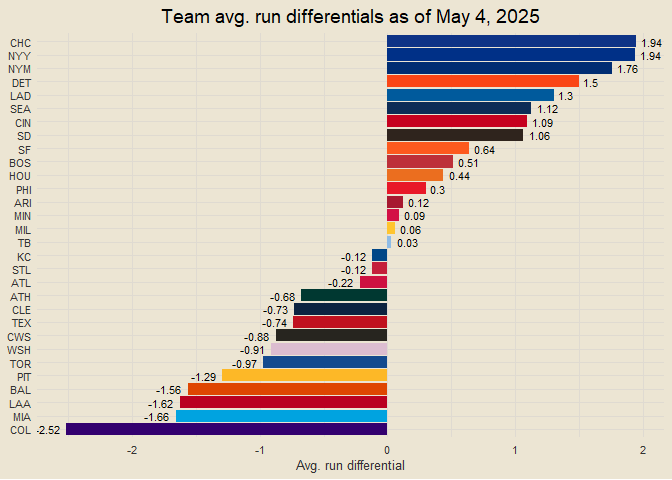 Team avg. run differentials as of May 4, 2025
CHC 1.94
NYY 1.94
NYM 1.76
DET 1.5
LAD 1.3
SEA 1.12
CIN 1.09
SD 1.06
SF 0.64
BOS 0.51
HOU 0.44
PHI 0.3
ARI 0.12
MIN 0.09
MIL 0.06
TB 0.03
KC -0.12
STL -0.12
ATL -0.22
ATH -0.68
CLE -0.73
TEX -0.74
CWS -0.88
WSH -0.91
TOR -0.97
PIT -1.29
BAL -1.56
LAA -1.62
MIA -1.66
COL -2.52
-2 -1 0 1 2
Avg. run differential